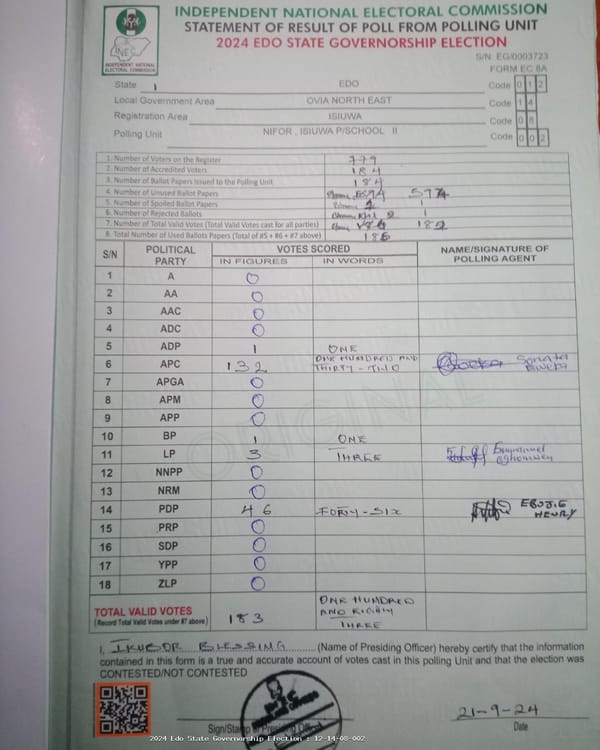 INDEPENDENT NATIONAL ELECTORAL COMMISSION
STATEMENT OF RESULT OF POLL FROM POLLING UNIT
2024 EDO STATE GOVERNORSHIP ELECTION
INEC
INDEPENDENT NATIONAL ELECTORAL COMMISSION
S/N: EG/0003723
FORM EC 8A
State EDO Code 0 1 2
Local Government Area OVIA NORTH EAST Code 1 4
Registration Area ISIUWA Code 0 8
Polling Unit NIFOR , ISIUWA P/SCHOOL II Code 0 0 2
1. Number of Voters on the Register 779
2. Number of Accredited Voters 184
3. Number of Ballot Papers Issued to the Polling Unit 184
4. Number of Unused Ballot Papers 594
5. Number of Spoiled Ballot Papers 1
6. Number of Rejected Ballots 1
7. Number of Total Valid Votes (Total Valid Votes cast for all parties)
8. Total Number of Used Ballots Papers (Total of #5 + #6 + #7 above)
S/N POLITICAL PARTY VOTES SCORED NAME/SIGNATURE OF POLLING AGENT
IN FIGURES IN WORDS
1 A 0
2 AA 0
3 AAC 0
4 ADC 0
5 ADP 1 ONE
6 APC 132 ONE HUNDRED AND THIRTY-TWO
7 APGA 0
8 APM 0
9 APP 0
10 BP 1 ONE
11 LP 3 THREE
12 NNPP 0
13 NRM 0
14 PDP 46 FORTY-SIX HENRY
15 PRP 0
16 SDP 0
17 YPP 0
18 ZLP 0
ORIGINAL
TOTAL VALID VOTES 183 ONE HUNDRED AND EIGHTY THREE
(Record Total Valid Votes under #7 above)
I, IKUBOR BLESSING (Name of Presiding Officer) hereby certify that the information
contained in this form is a true and accurate account of votes cast in this polling Unit and that the election was
CONTESTED/NOT CONTESTED
21-9-24
Sign/Stamp of Presiding Officer Date
2024 Edo State Governorship Election : 12-14-08-002